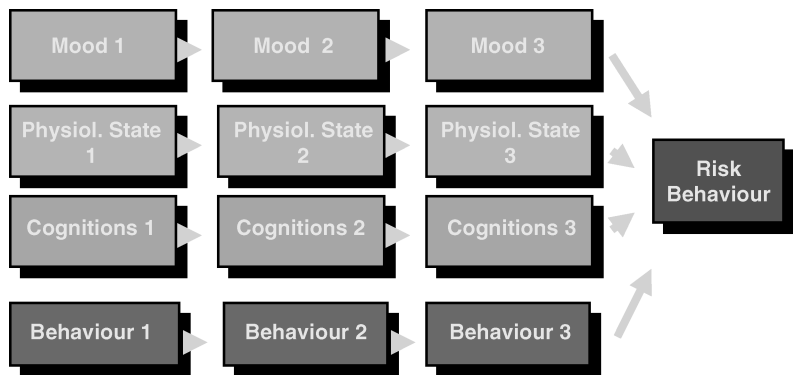 Mood 1
Mood 2
Mood 3
Physiol. State
1
Physiol. State
2
Physiol. State
3
Risk
Behaviour
Cognitions 1
Cognitions 2
Cognitions 3
Behaviour 1
Behaviour 2
Behaviour 3